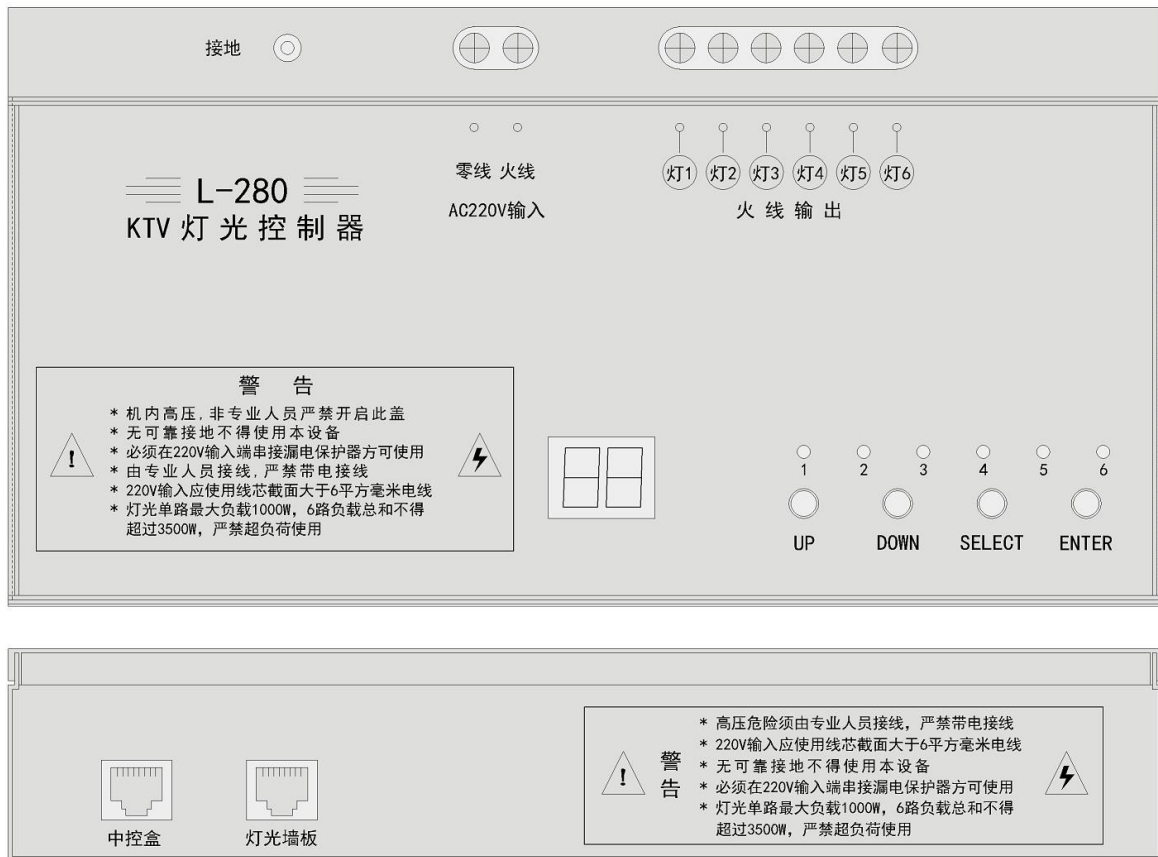 接地
零线 火线
AC220V输入
灯1 灯2 灯3 灯4 灯5 灯6
火线输出
L-280
KTV灯光控制器
警 告
* 机内高压,非专业人员严禁开启此盖
* 无可靠接地不得使用本设备
* 必须在220V输入端串接漏电保护器方可使用
* 由专业人员接线,严禁带电接线
* 220V输入应使用线芯截面大于6平方毫米电线
* 灯光单路最大负载1000W，6路负载总和不得
超过3500W，严禁超负荷使用
1 2 3 4 5 6
UP DOWN SELECT ENTER
中控盒 灯光墙板
警告
* 高压危险须由专业人员接线，严禁带电接线
* 220V输入应使用线芯截面大于6平方毫米电线
* 无可靠接地不得使用本设备
* 必须在220V输入端串接漏电保护器方可使用
* 灯光单路最大负载1000W，6路负载总和不得
超过3500W，严禁超负荷使用